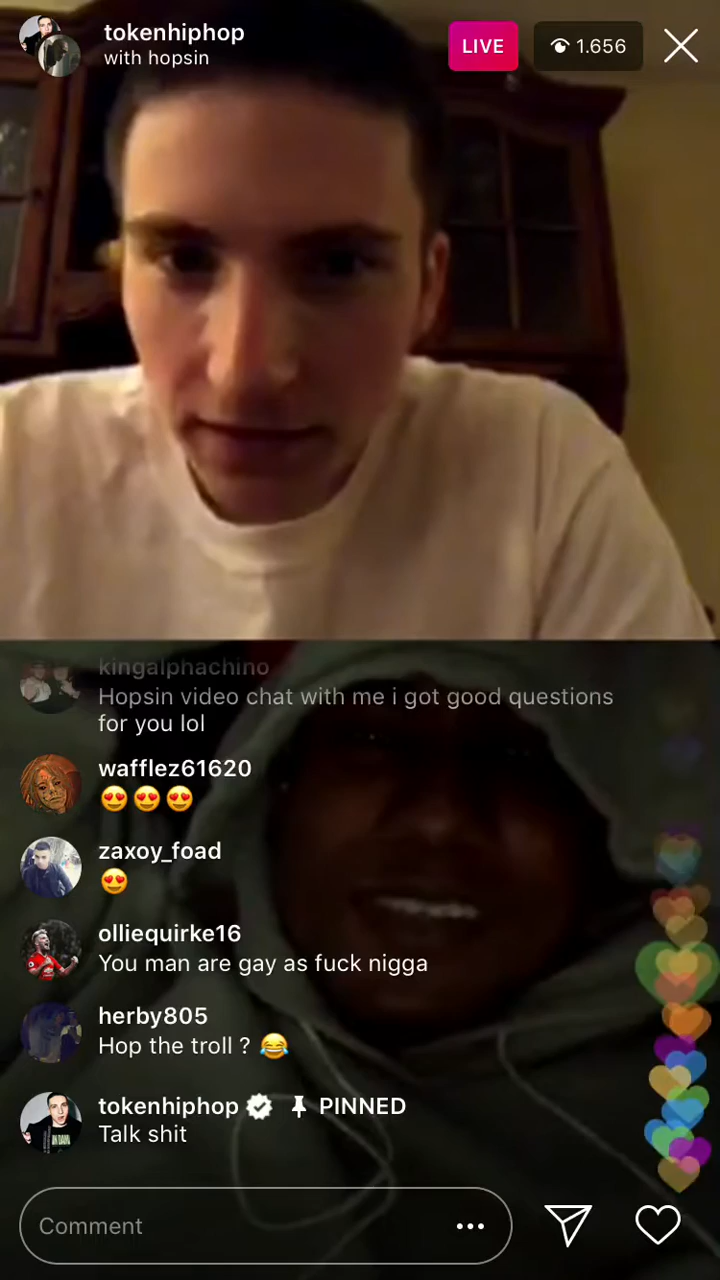 tokenhiphop
with hopsin
LIVE
1.656
kingalphachino
Hopsin video chat with me i got good questions
for you lol
wafflez61620
😍😍😍
zaxoy_foad
😍
olliequirke16
You man are gay as fuck nigga
herby805
Hop the troll ? 😂
tokenhiphop PINNED
Talk shit
Comment